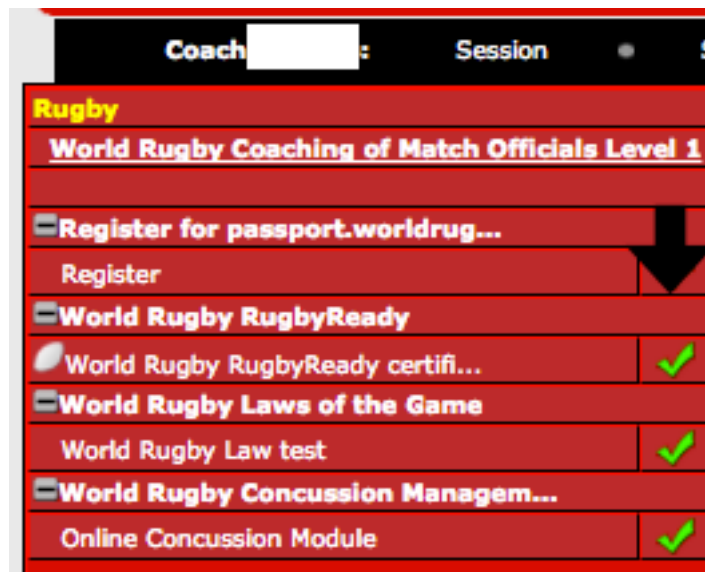 Coach : Session
Rugby
World Rugby Coaching of Match Officials Level 1
Register for passport.worldrug...
Register
World Rugby RugbyReady
World Rugby RugbyReady certifi...
World Rugby Laws of the Game
World Rugby Law test
World Rugby Concussion Managem...
Online Concussion Module